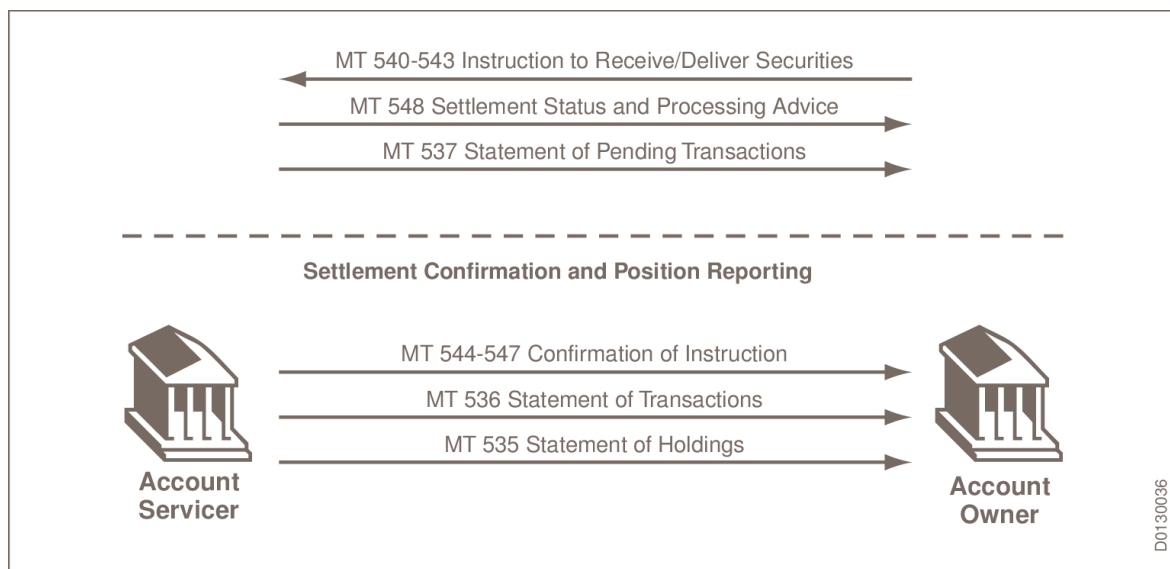 MT 540-543 Instruction to Receive/Deliver Securities
MT 548 Settlement Status and Processing Advice
MT 537 Statement of Pending Transactions
Settlement Confirmation and Position Reporting
MT 544-547 Confirmation of Instruction
MT 536 Statement of Transactions
MT 535 Statement of Holdings
Account
Servicer
Account
Owner
D0130036